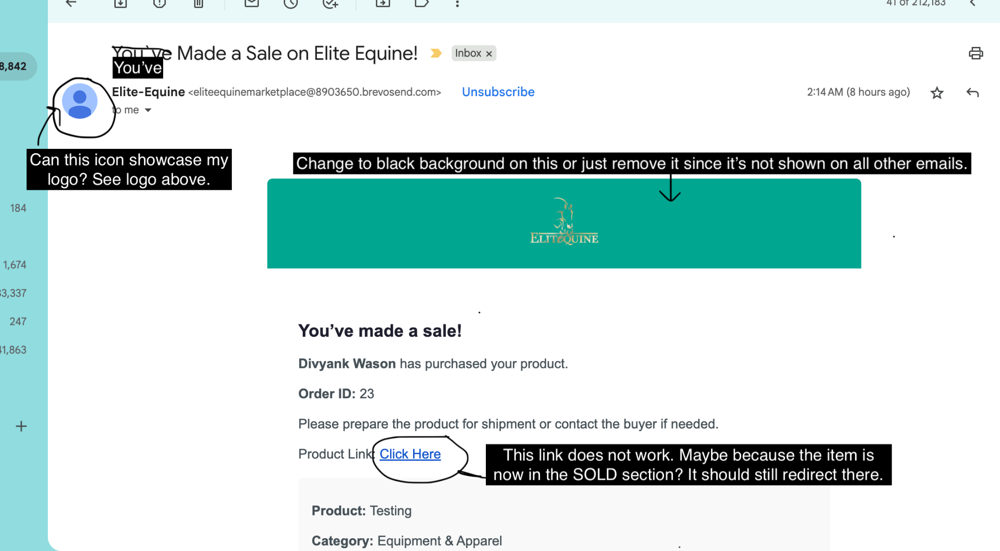 41 of 212,183
You`ve Made a Sale on Elite Equine! Inbox ×
You’ve
8,842
Elite-Equine <eliteequinemarketplace@8903650.brevosend.com> Unsubscribe 2:14 AM (8 hours ago)
to me
Can this icon showcase my
logo? See logo above.
Change to black background on this or just remove it since it’s not shown on all other emails.
184
ELITEQUINE
1,674
33,337
247
41,863
You’ve made a sale!
Divyank Wason has purchased your product.
Order ID: 23
Please prepare the product for shipment or contact the buyer if needed.
Product Link: Click Here
This link does not work. Maybe because the item is
now in the SOLD section? It should still redirect there.
Product: Testing
Category: Equipment & Apparel